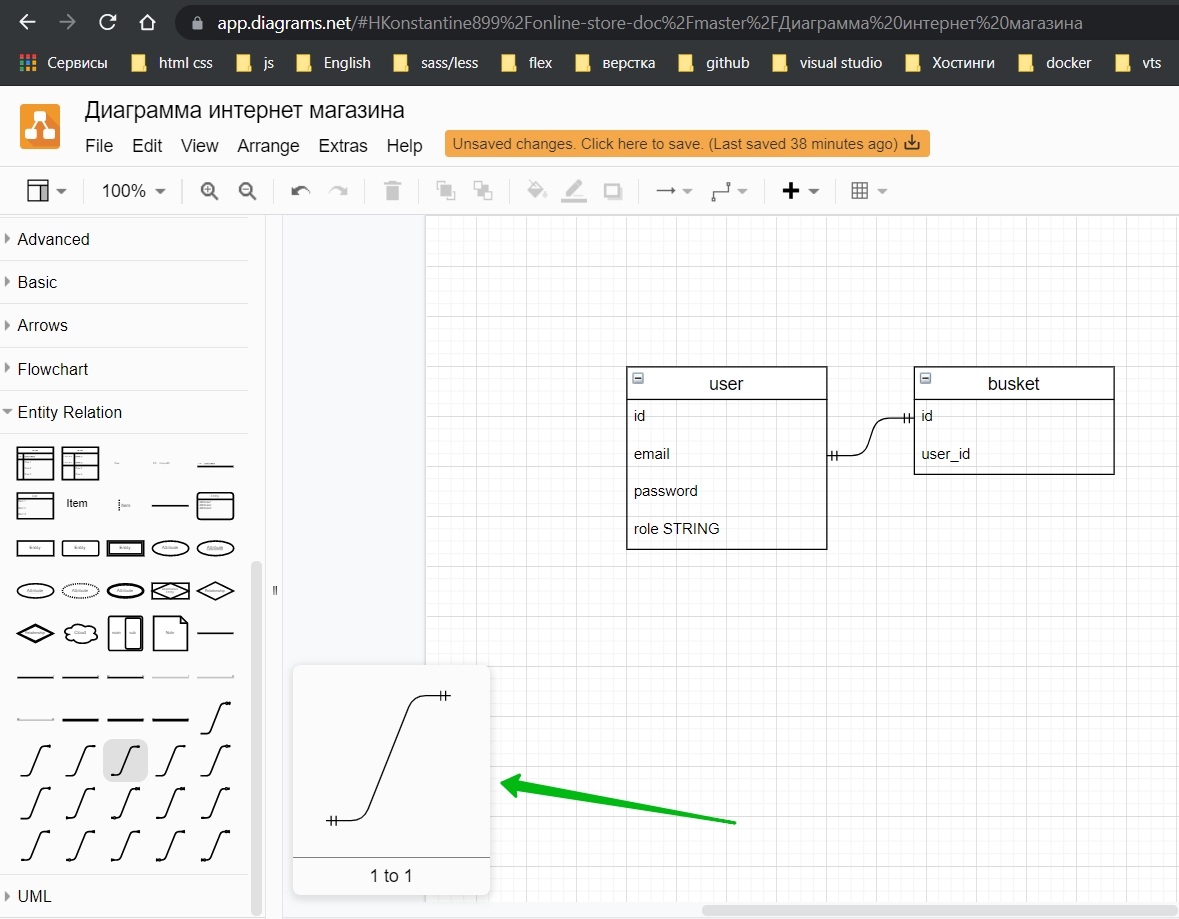 app.diagrams.net/#HKonstantine899%2Fonline-store-doc%2Fmaster%2FДиаграмма%20интернет%20магазина
Сервисы html css js English sass/less flex верстка github visual studio Хостинги docker vts
Диаграмма интернет магазина
File Edit View Arrange Extras Help Unsaved changes. Click here to save. (Last saved 38 minutes ago)
100%
Advanced
Basic
Arrows
Flowchart
Entity Relation
Item
user
id
email
password
role STRING
busket
id
user_id
1 to 1
UML